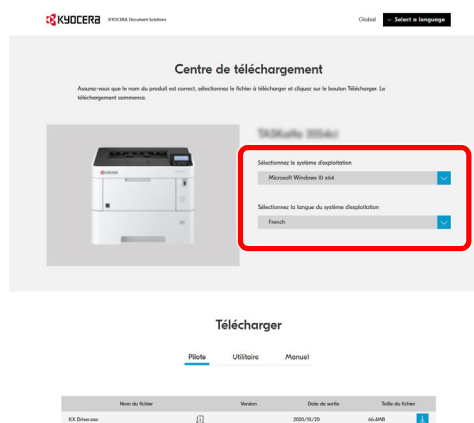 KYOCERA KYOCERA Document Solutions Global Select a language
Centre de téléchargement
Assurez-vous que le nom du produit est correct, sélectionnez le fichier à télécharger et cliquez sur le bouton Télécharger. Le
téléchargement commence.
Sélectionnez le système d'exploitation
Microsoft Windows 10 x64
Sélectionnez la langue du système d'exploitation
French
Télécharger
Pilote Utilitaire Manuel
Nom du fichier Version Date de sortie Taille du fichier
KX Driver.exe 2020/10/20 66.6MB